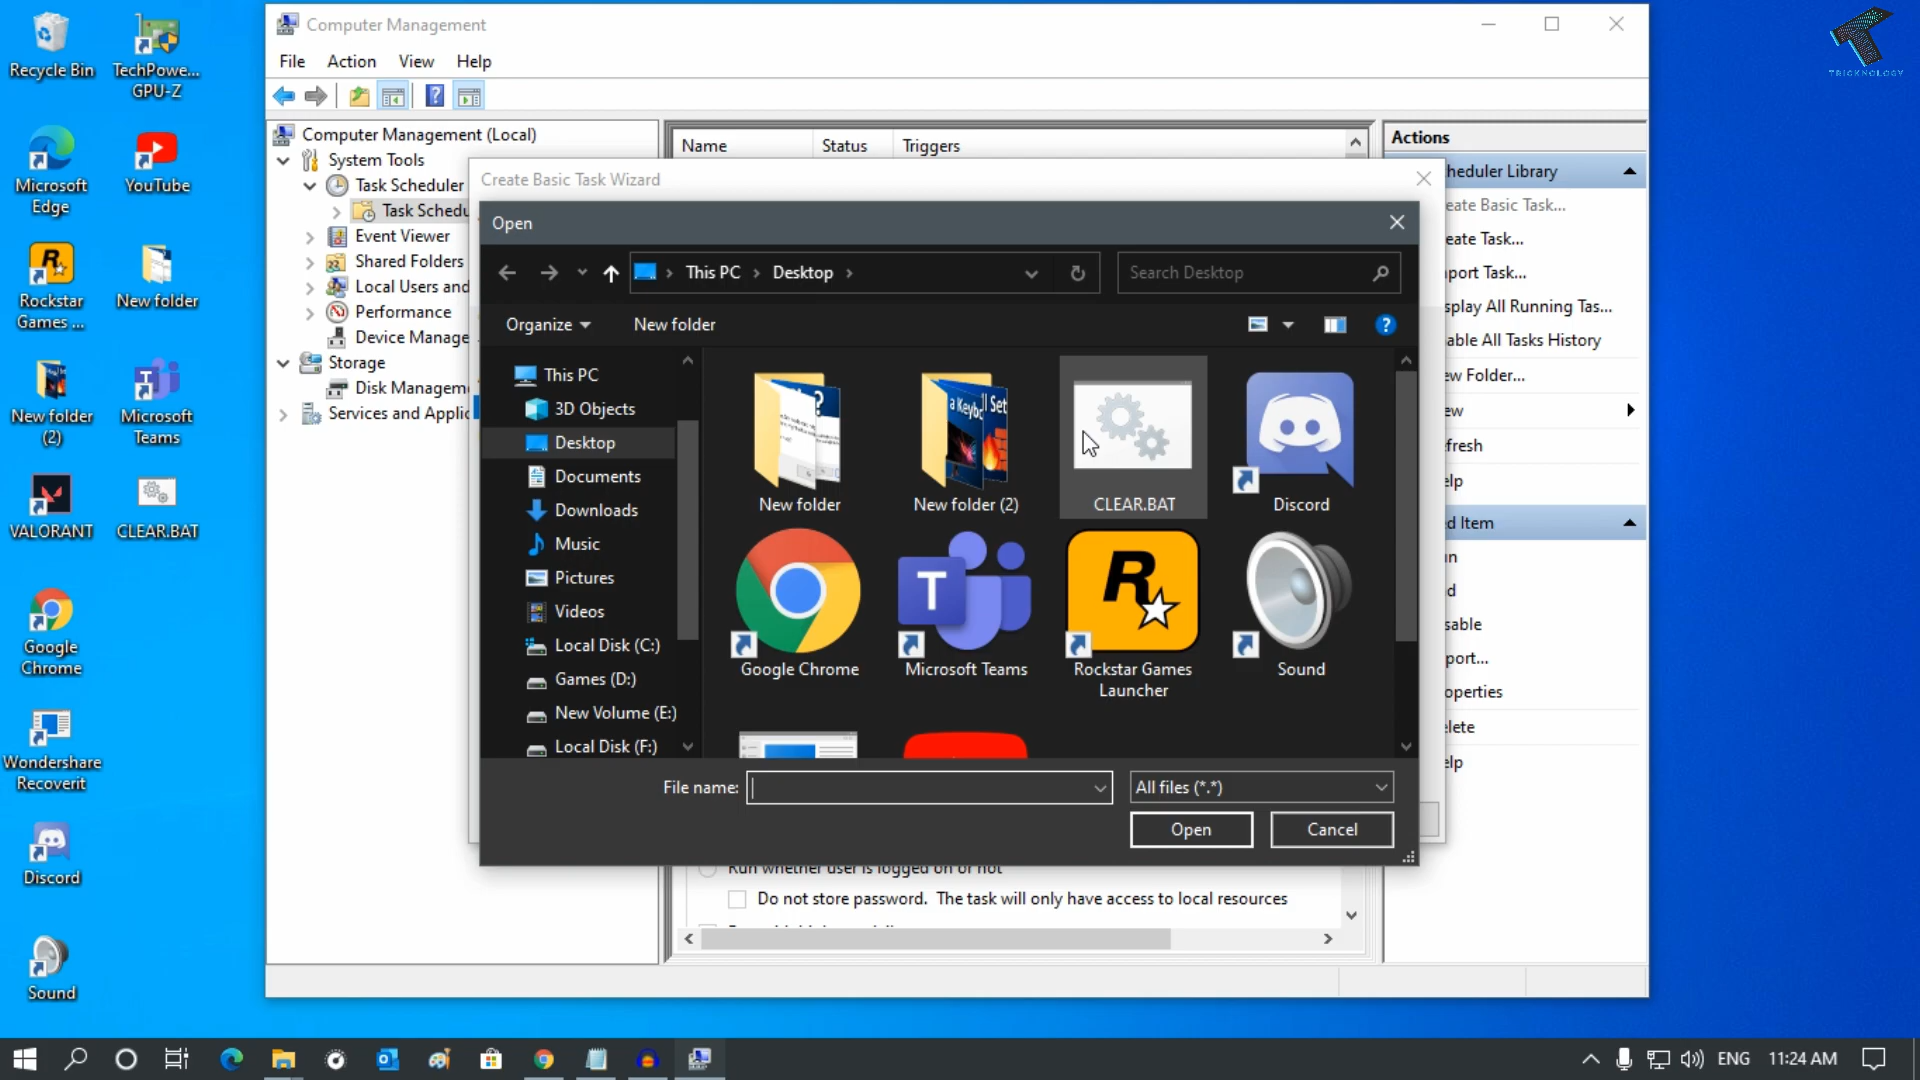 Recycle Bin
TechPowe...
GPU-Z
Microsoft
Edge
YouTube
Rockstar
Games ...
New folder
New folder
(2)
Microsoft
Teams
VALORANT
CLEAR.BAT
Google
Chrome
Wondershare
Recoverit
Discord
Sound
TRICKNOLOGY
Computer Management
File Action View Help
Computer Management (Local)
System Tools
Task Scheduler
Task Schedu
Event Viewer
Shared Folders
Local Users and
Performance
Device Manage
Storage
Disk Managem
Services and Applic
Name Status Triggers
Create Basic Task Wizard
Open
This PC Desktop
Search Desktop
Organize New folder
This PC
3D Objects
Desktop
Documents
Downloads
Music
Pictures
Videos
Local Disk (C:)
Games (D:)
New Volume (E:)
Local Disk (F:)
New folder
New folder (2)
CLEAR.BAT
Discord
Google Chrome
Microsoft Teams
Rockstar Games
Launcher
Sound
File name:
All files (*.*)
Open Cancel
Run whether user is logged on or not
Do not store password. The task will only have access to local resources
Actions
heduler Library
eate Basic Task...
eate Task...
port Task...
splay All Running Tas...
able All Tasks History
ew Folder...
ew
efresh
elp
d Item
un
d
sable
port...
operties
elete
elp
ENG 11:24 AM